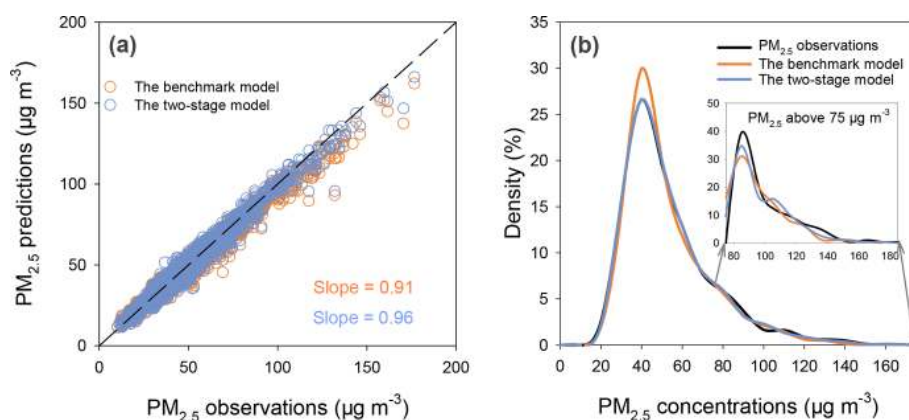 (a)
The benchmark model
The two-stage model
Slope = 0.91
Slope = 0.96
PM2.5 predictions (µg m-3)
200
150
100
50
0
0 50 100 150 200
PM2.5 observations (µg m-3)
(b)
PM2.5 observations
The benchmark model
The two-stage model
Density (%)
35
30
25
20
15
10
5
0
0 20 40 60 80 100 120 140 160
PM2.5 concentrations (µg m-3)
PM2.5 above 75 µg m-3
50
40
30
20
10
0
80 100 120 140 160 180